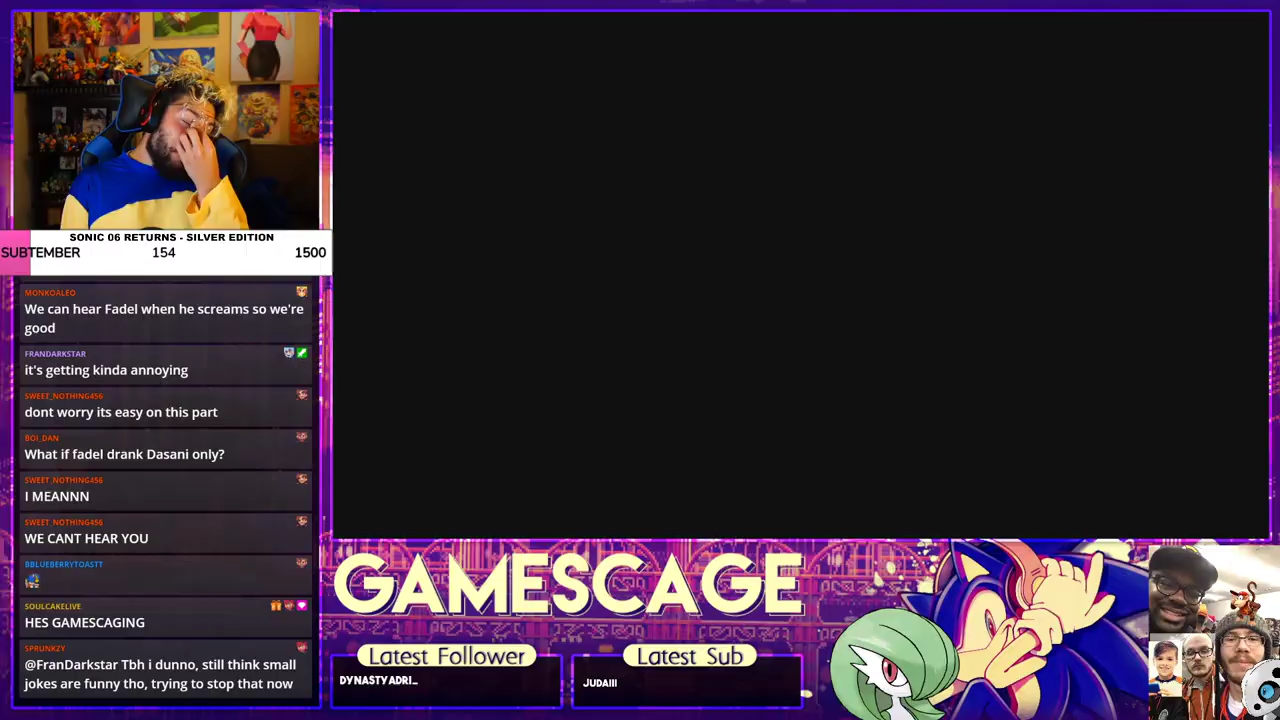 SONIC 06 RETURNS - SILVER EDITION
SUBTEMBER 154 1500
MONKOALEO
We can hear Fadel when he screams so we're
good
FRANDARKSTAR
it's getting kinda annoying
SWEET_NOTHING456
dont worry its easy on this part
BOI_DAN
What if fadel drank Dasani only?
SWEET_NOTHING456
I MEANNN
SWEET_NOTHING456
WE CANT HEAR YOU
BBLUEBERRYTOASTT
SOULCAKELIVE
HES GAMESCAGING
SPRUNKZY
@FranDarkstar Tbh i dunno, still think small
jokes are funny tho, trying to stop that now
GAMESCAGE
Latest Follower
DYNASTYADRI...
Latest Sub
JUDAIII